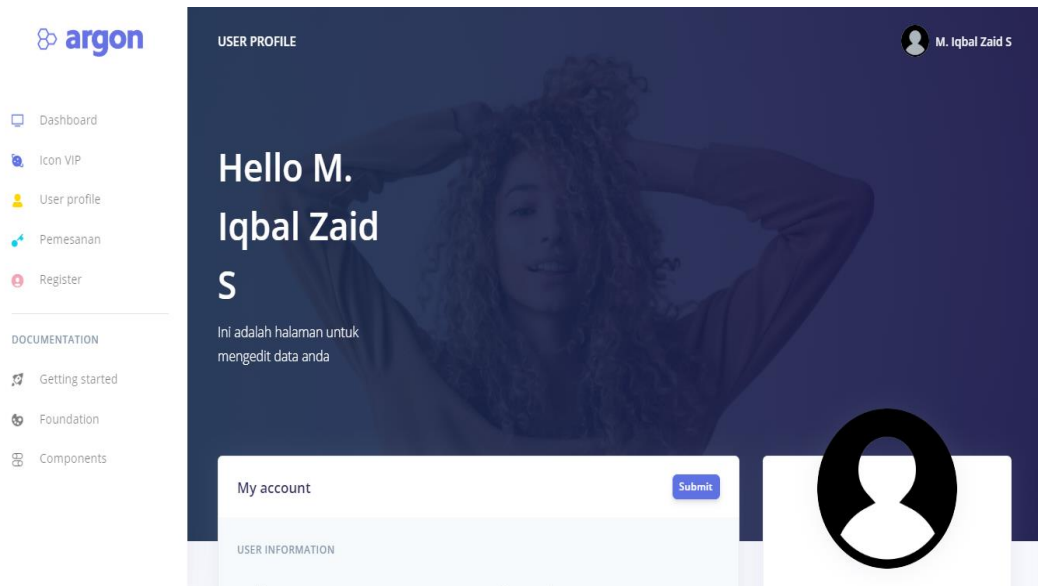 argon
Dashboard
Icon VIP
User profile
Pemesanan
Register
DOCUMENTATION
Getting started
Foundation
Components
USER PROFILE
M. Iqbal Zaid S
Hello M.
Iqbal Zaid
S
Ini adalah halaman untuk
mengedit data anda
My account
Submit
USER INFORMATION